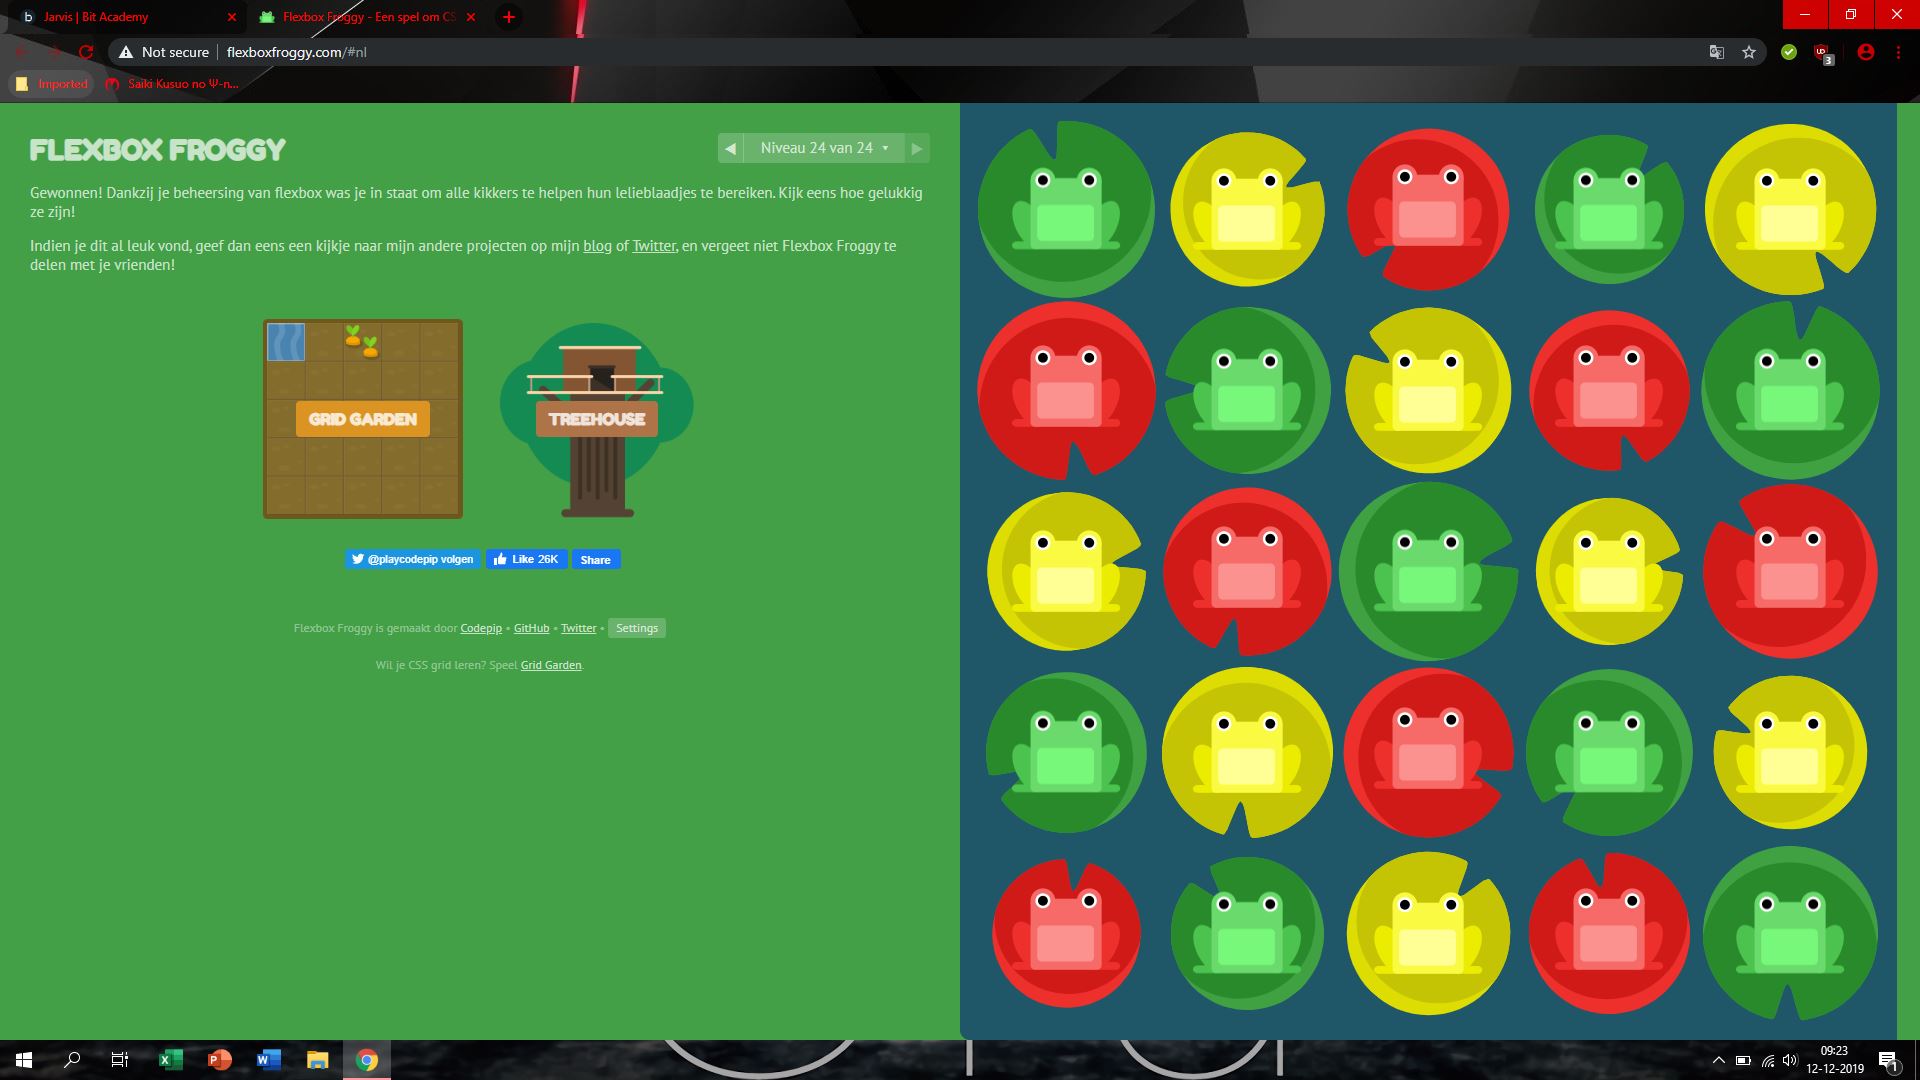 Jarvis | Bit Academy
Flexbox Froggy - Een spel om CS
Not secure
flexboxfroggy.com/#nl
3
Imported
Saiki Kusuo no Ψ-n...
FLEXBOX FROGGY
Niveau 24 van 24
Gewonnen! Dankzij je beheersing van flexbox was je in staat om alle kikkers te helpen hun lelieblaadjes te bereiken. Kijk eens hoe gelukkig
ze zijn!
Indien je dit al leuk vond, geef dan eens een kijkje naar mijn andere projecten op mijn blog of Twitter, en vergeet niet Flexbox Froggy te
delen met je vrienden!
GRID GARDEN
TREEHOUSE
@playcodepip volgen
Like 26K
Share
Flexbox Froggy is gemaakt door Codepip • GitHub • Twitter • Settings
Wil je CSS grid leren? Speel Grid Garden.
09:23
12-12-2019
1